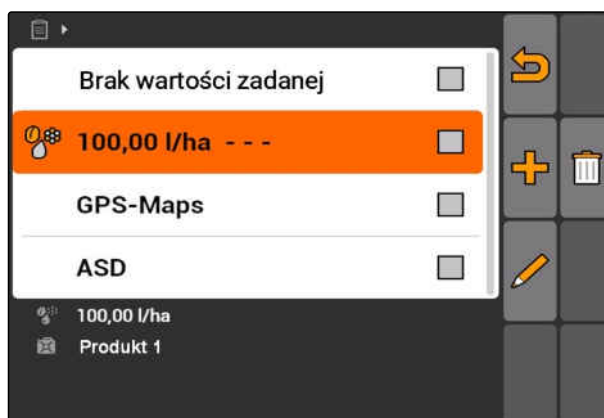 Brak wartości zadanej
100,00 l/ha - - -
GPS-Maps
ASD
100,00 l/ha
Produkt 1